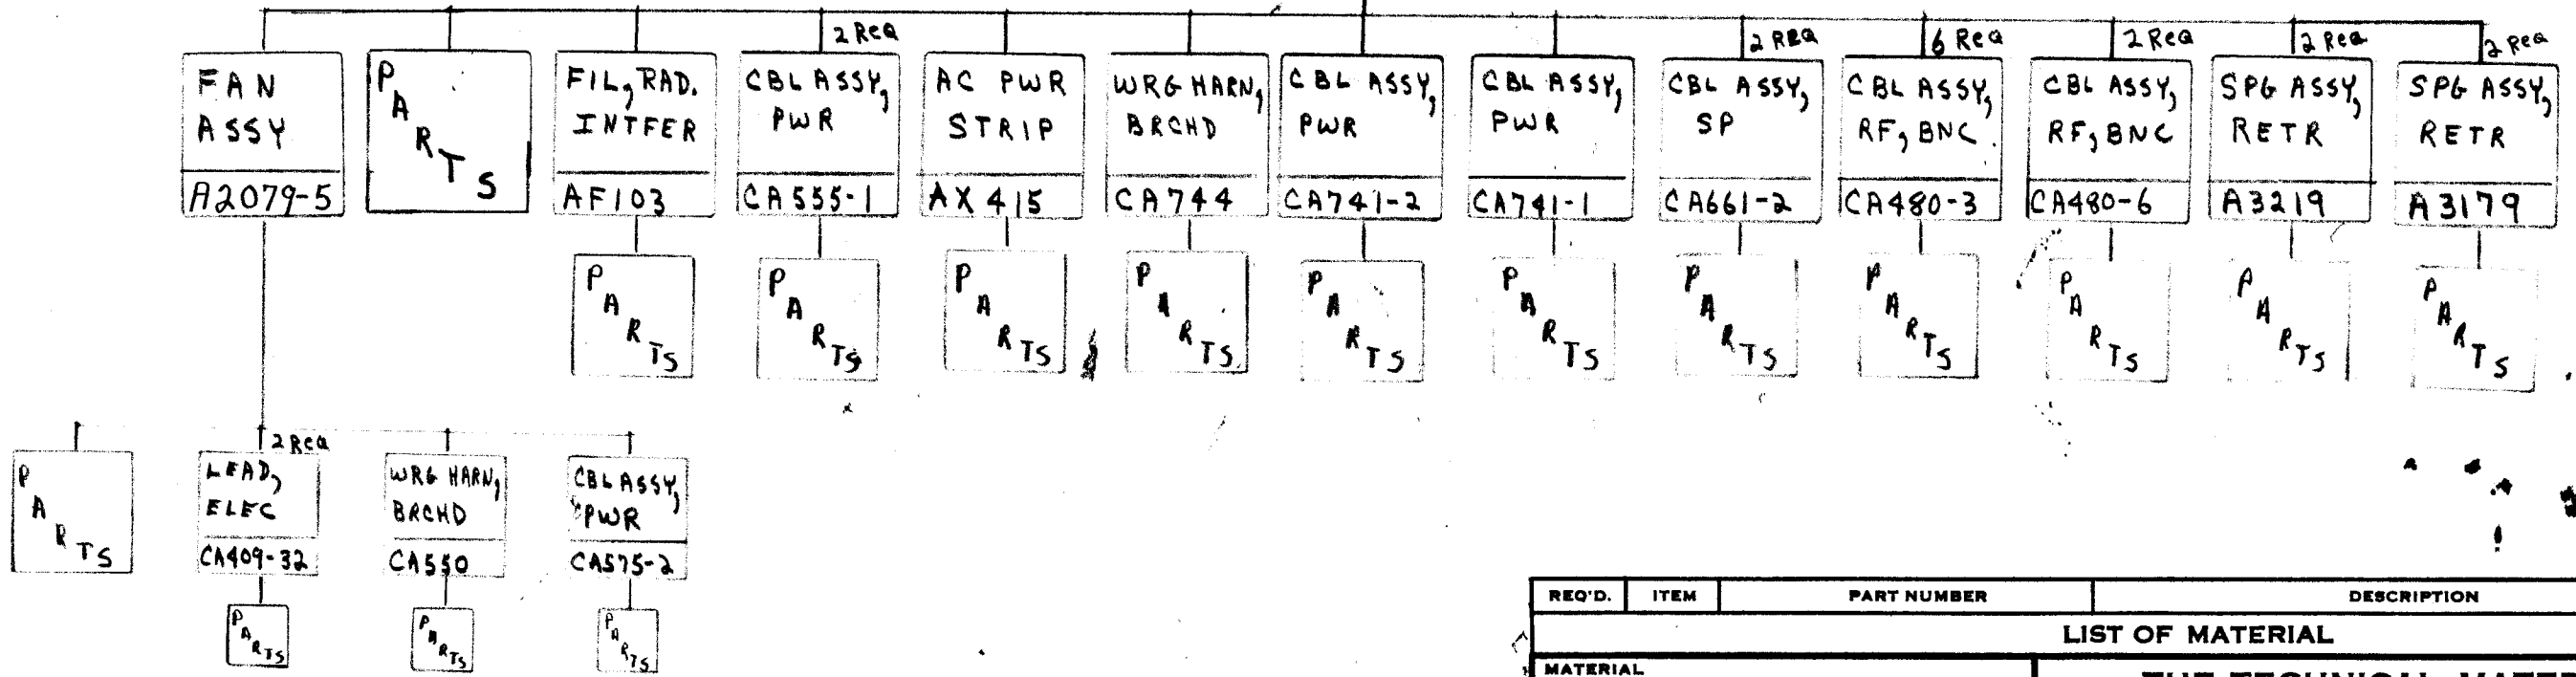 2 Req
2 REQ
6 Req
2 Req
2 Req
2 Req
FAN
ASSY
A2079-5
PARTS
FIL, RAD.
INTFER
AF103
CBL ASSY,
PWR
CA555-1
AC PWR
STRIP
AX415
WRG HARN,
BRCHD
CA744
CBL ASSY,
PWR
CA741-2
CBL ASSY,
PWR
CA741-1
CBL ASSY,
SP
CA661-2
CBL ASSY,
RF, BNC.
CA480-3
CBL ASSY,
RF, BNC
CA480-6
SPG ASSY,
RETR
A3219
SPG ASSY,
RETR
A3179
PARTS
PARTS
PARTS
PARTS
PARTS
PARTS
PARTS
PARTS
PARTS
PARTS
PARTS
2 Req
PARTS
LEAD,
ELEC
CA409-32
WRG HARN,
BRCHD
CA550
CBL ASSY,
PWR
CA575-2
PARTS
PARTS
PARTS
REQ'D. ITEM PART NUMBER DESCRIPTION
LIST OF MATERIAL
MATERIAL
THE TECHNICAL MATER